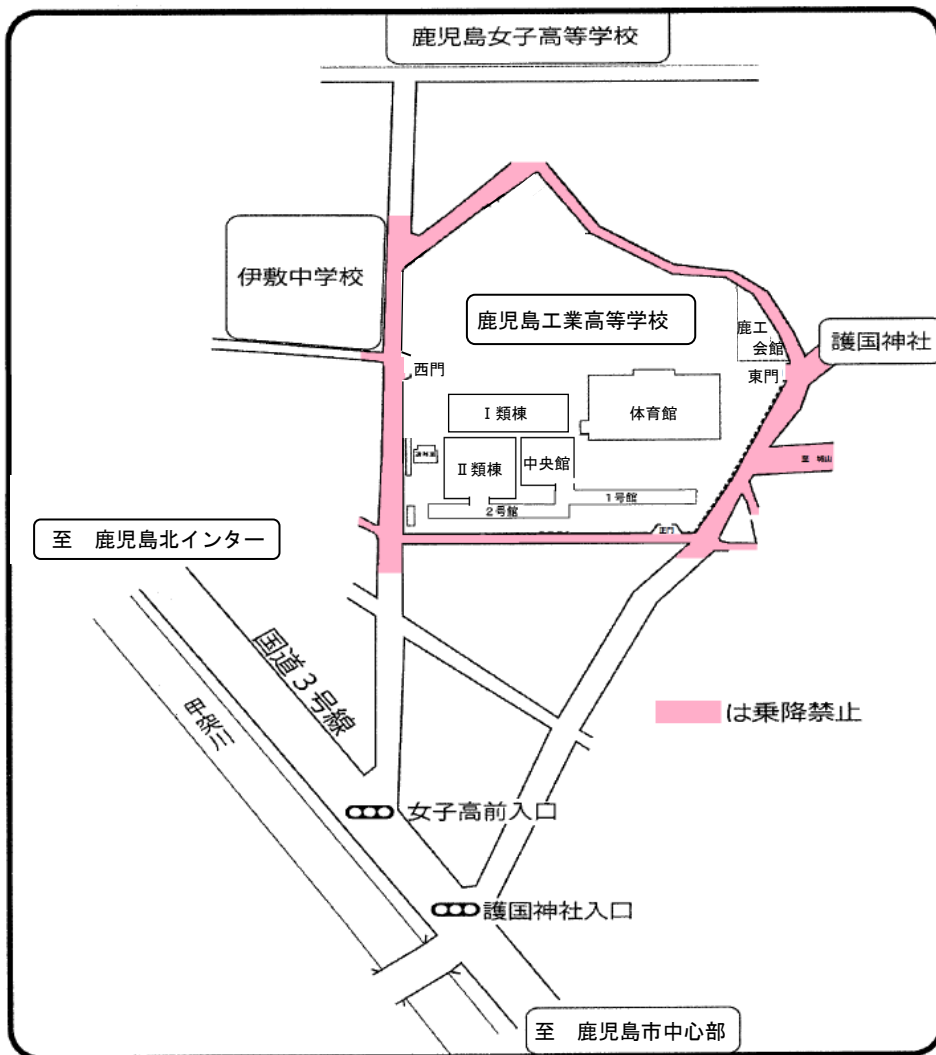 鹿児島女子高等学校
伊敷中学校
鹿児島工業高等学校
鹿工
会館
護国神社
西門
東門
Ⅰ類棟
体育館
Ⅱ類棟
中央館
至 城山
1号館
2号館
正門
至 鹿児島北インター
国道3号線
甲突川
は乗降禁止
女子高前入口
護国神社入口
至 鹿児島市中心部